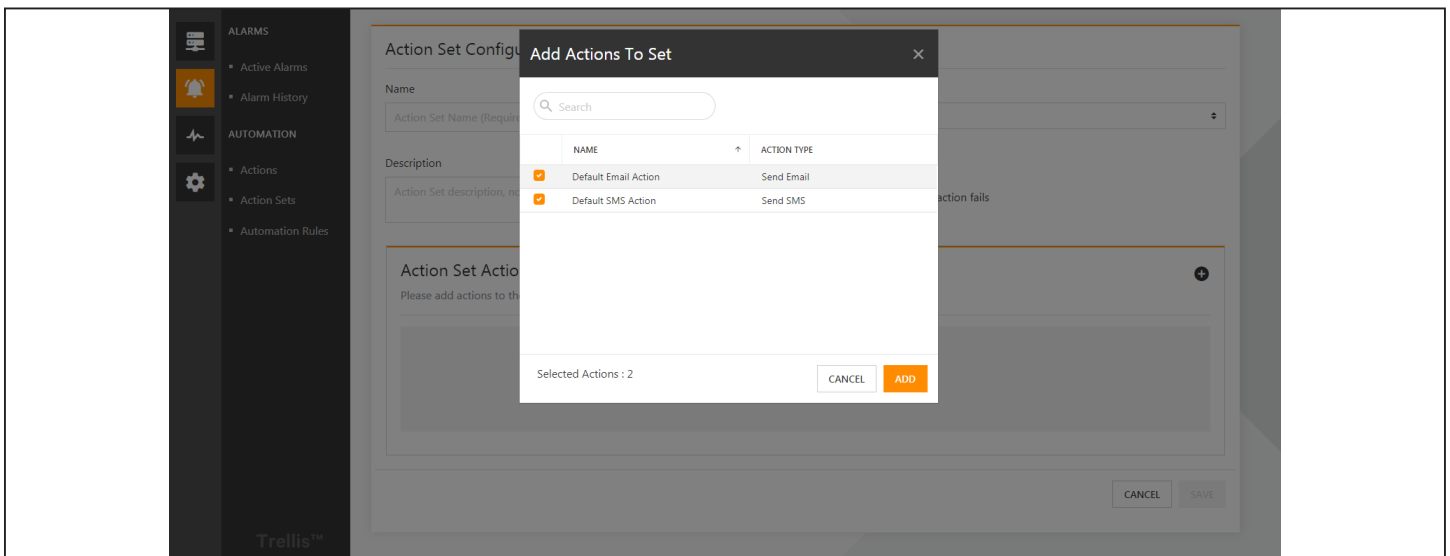 ALARMS
Active Alarms
Alarm History
AUTOMATION
Actions
Action Sets
Automation Rules
Trellis™
Action Set Configu
Name
Action Set Name (Require
Description
Action Set description, no
action fails
Action Set Actio
Please add actions to th
CANCEL SAVE
Add Actions To Set
Search
NAME ACTION TYPE
Default Email Action Send Email
Default SMS Action Send SMS
Selected Actions : 2
CANCEL ADD